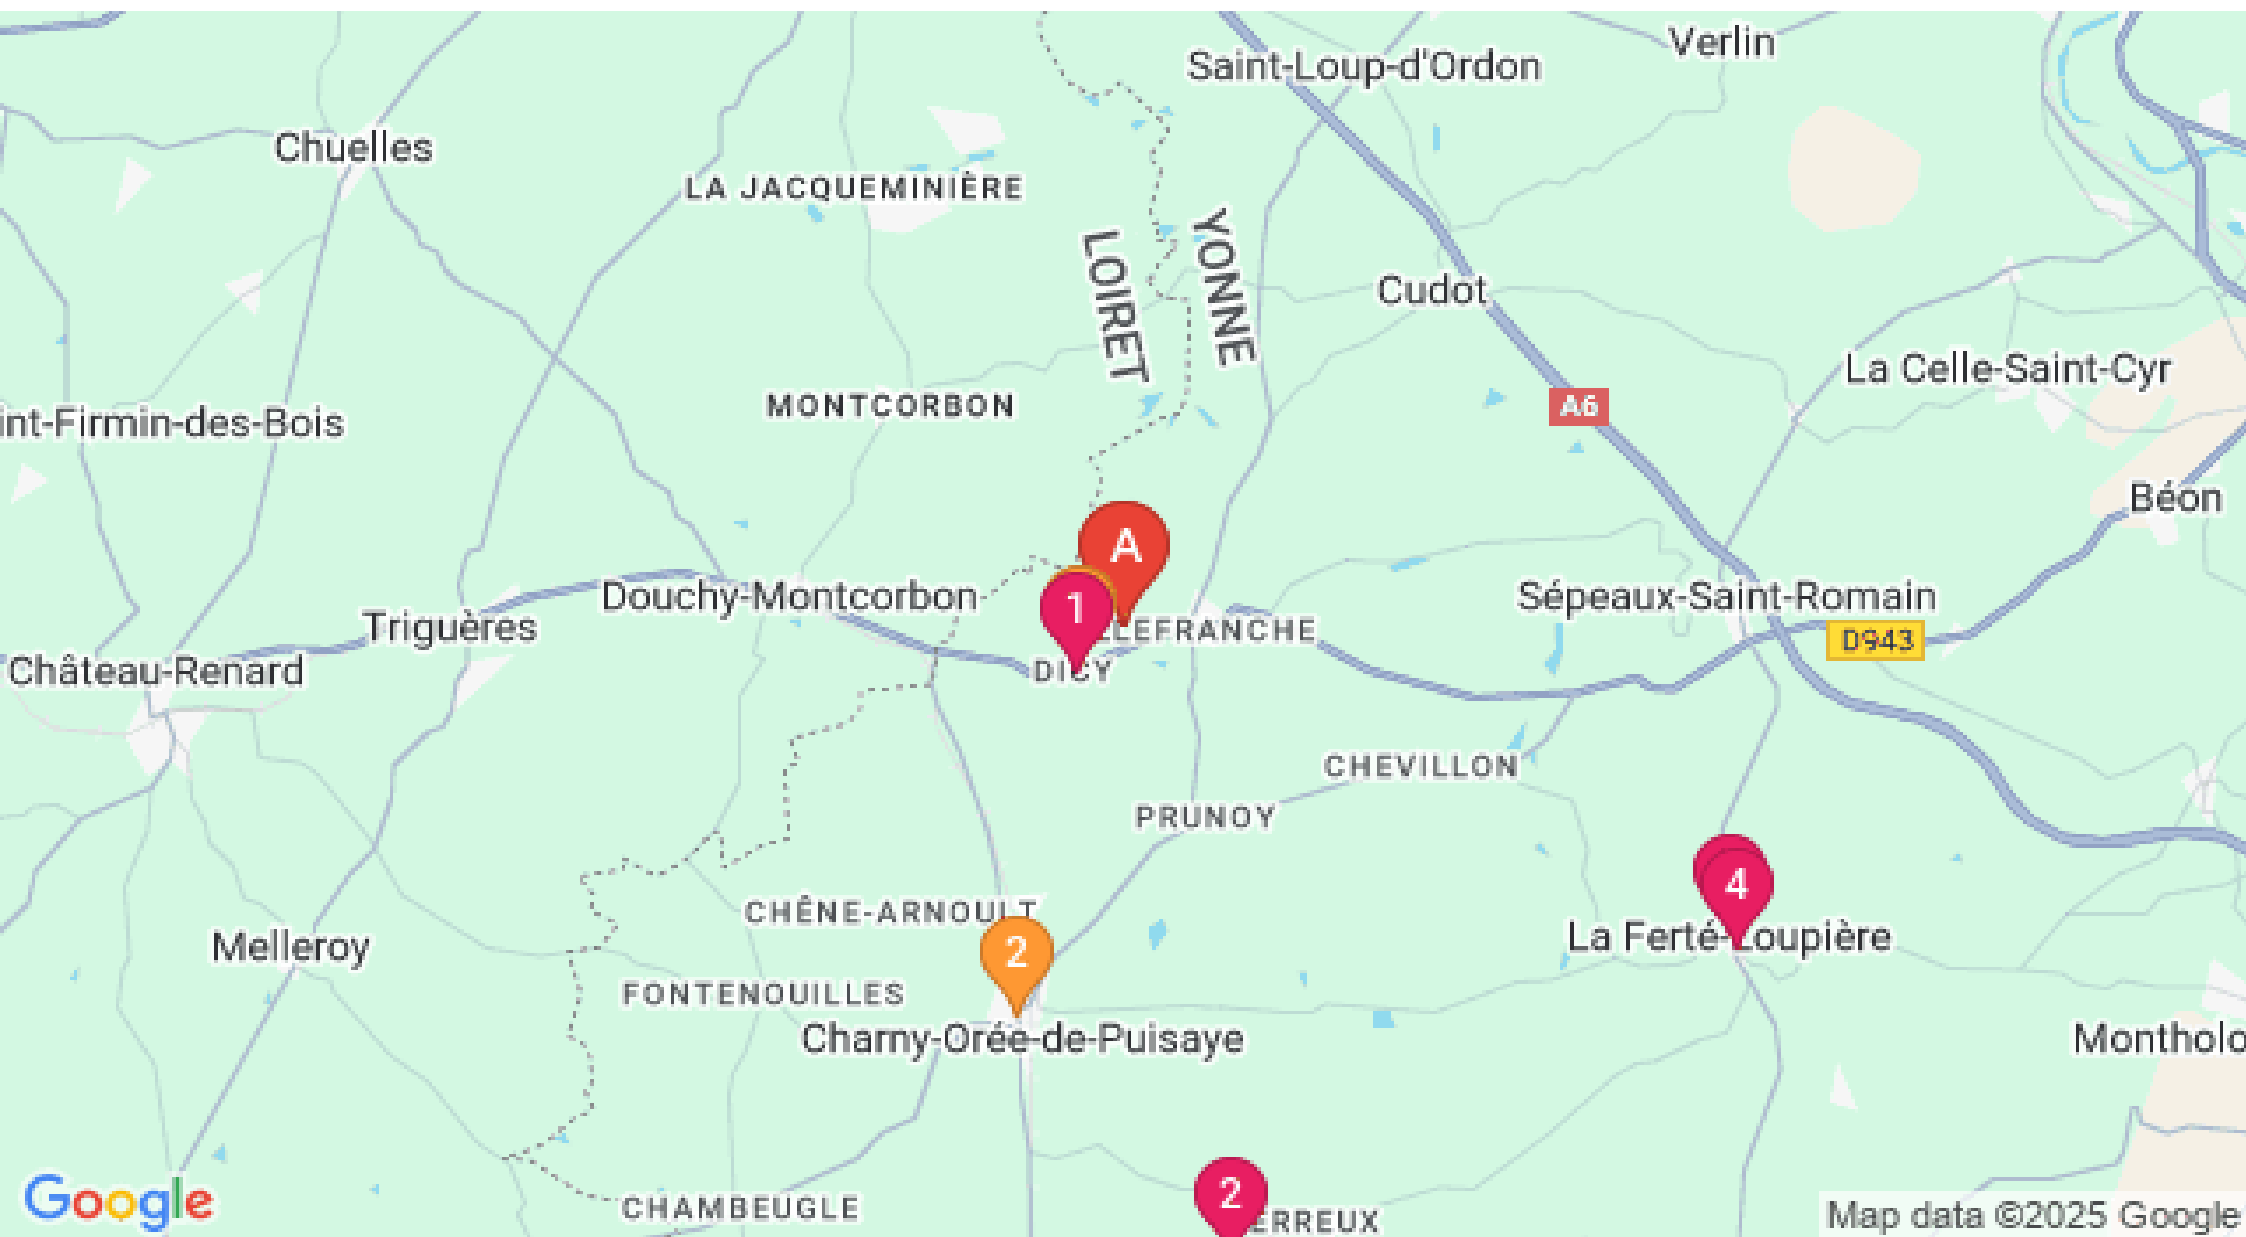 Verlin
Saint-Loup-d'Ordon
Chuelles
LA JACQUEMINIÈRE
LOIRET
YONNE
Cudot
La Celle-Saint-Cyr
MONTCORBON
A6
int-Firmin-des-Bois
Béon
A
1
Douchy-Montcorbon
Sépeaux-Saint-Romain
Triguères
LEFRANCHE
D943
Château-Renard
DICY
CHEVILLON
PRUNOY
4
CHÊNE-ARNOULT
La Ferté-Loupière
Melleroy
2
FONTENOUILLES
Charny-Orée-de-Puisaye
Montholo
2
CHAMBEUGLE
ERREUX
Google
Map data ©2025 Google